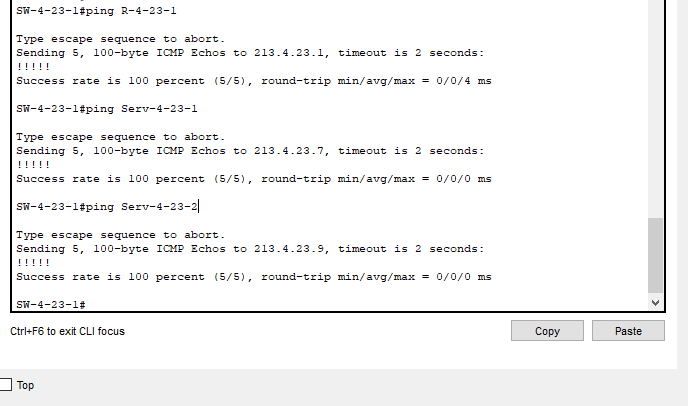 SW-4-23-1#ping R-4-23-1
Type escape sequence to abort.
Sending 5, 100-byte ICMP Echos to 213.4.23.1, timeout is 2 seconds:
!!!!!
Success rate is 100 percent (5/5), round-trip min/avg/max = 0/0/4 ms
SW-4-23-1#ping Serv-4-23-1
Type escape sequence to abort.
Sending 5, 100-byte ICMP Echos to 213.4.23.7, timeout is 2 seconds:
!!!!!
Success rate is 100 percent (5/5), round-trip min/avg/max = 0/0/0 ms
SW-4-23-1#ping Serv-4-23-2
Type escape sequence to abort.
Sending 5, 100-byte ICMP Echos to 213.4.23.9, timeout is 2 seconds:
!!!!!
Success rate is 100 percent (5/5), round-trip min/avg/max = 0/0/0 ms
SW-4-23-1#
Ctrl+F6 to exit CLI focus
Copy
Paste
Top